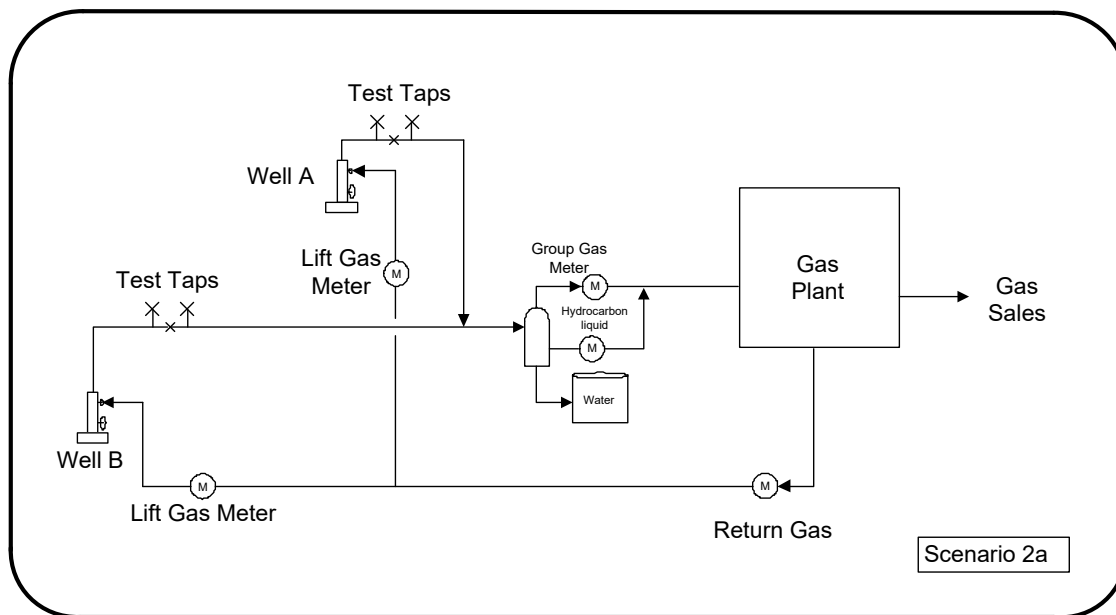 Test Taps
Well A
Lift Gas
Meter
M
Test Taps
Group Gas
Meter
M
Hydrocarbon
liquid
M
Gas
Plant
Gas
Sales
Water
Well B
M
Lift Gas Meter
M
Return Gas
Scenario 2a